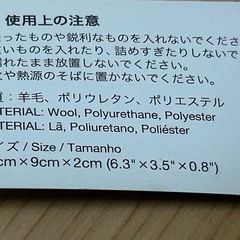 使用上の注意
ったものや鋭利なものを入れないでくだ
いものを入れたり、詰めすぎたりしないで
濡れたまま放置しないでください。
や熱源のそばに置かないでください。
：羊毛、ポリウレタン、ポリエステル
TERIAL: Wool, Polyurethane, Polyester
TERIAL: Lã, Poliuretano, Poliéster
イズ / Size / Tamanho
cm×9cm×2cm (6.3"×3.5"×0.8")